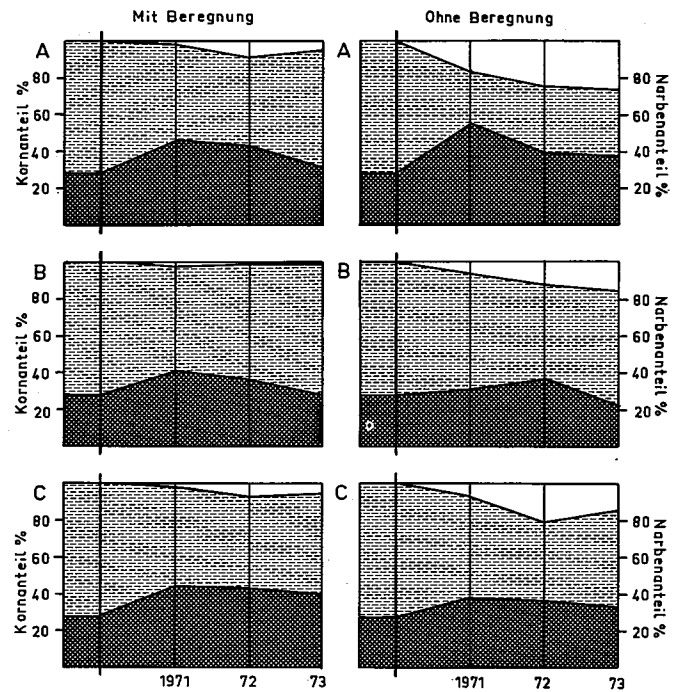 Mit Beregnung
Ohne Beregnung
A
Kornanteil %
80
60
40
20
A
80
60
40
20
Narbenanteil %
B
Kornanteil %
80
60
40
20
B
80
60
40
20
Narbenanteil %
C
Kornanteil %
80
60
40
20
C
80
60
40
20
Narbenanteil %
1971 72 73
1971 72 73